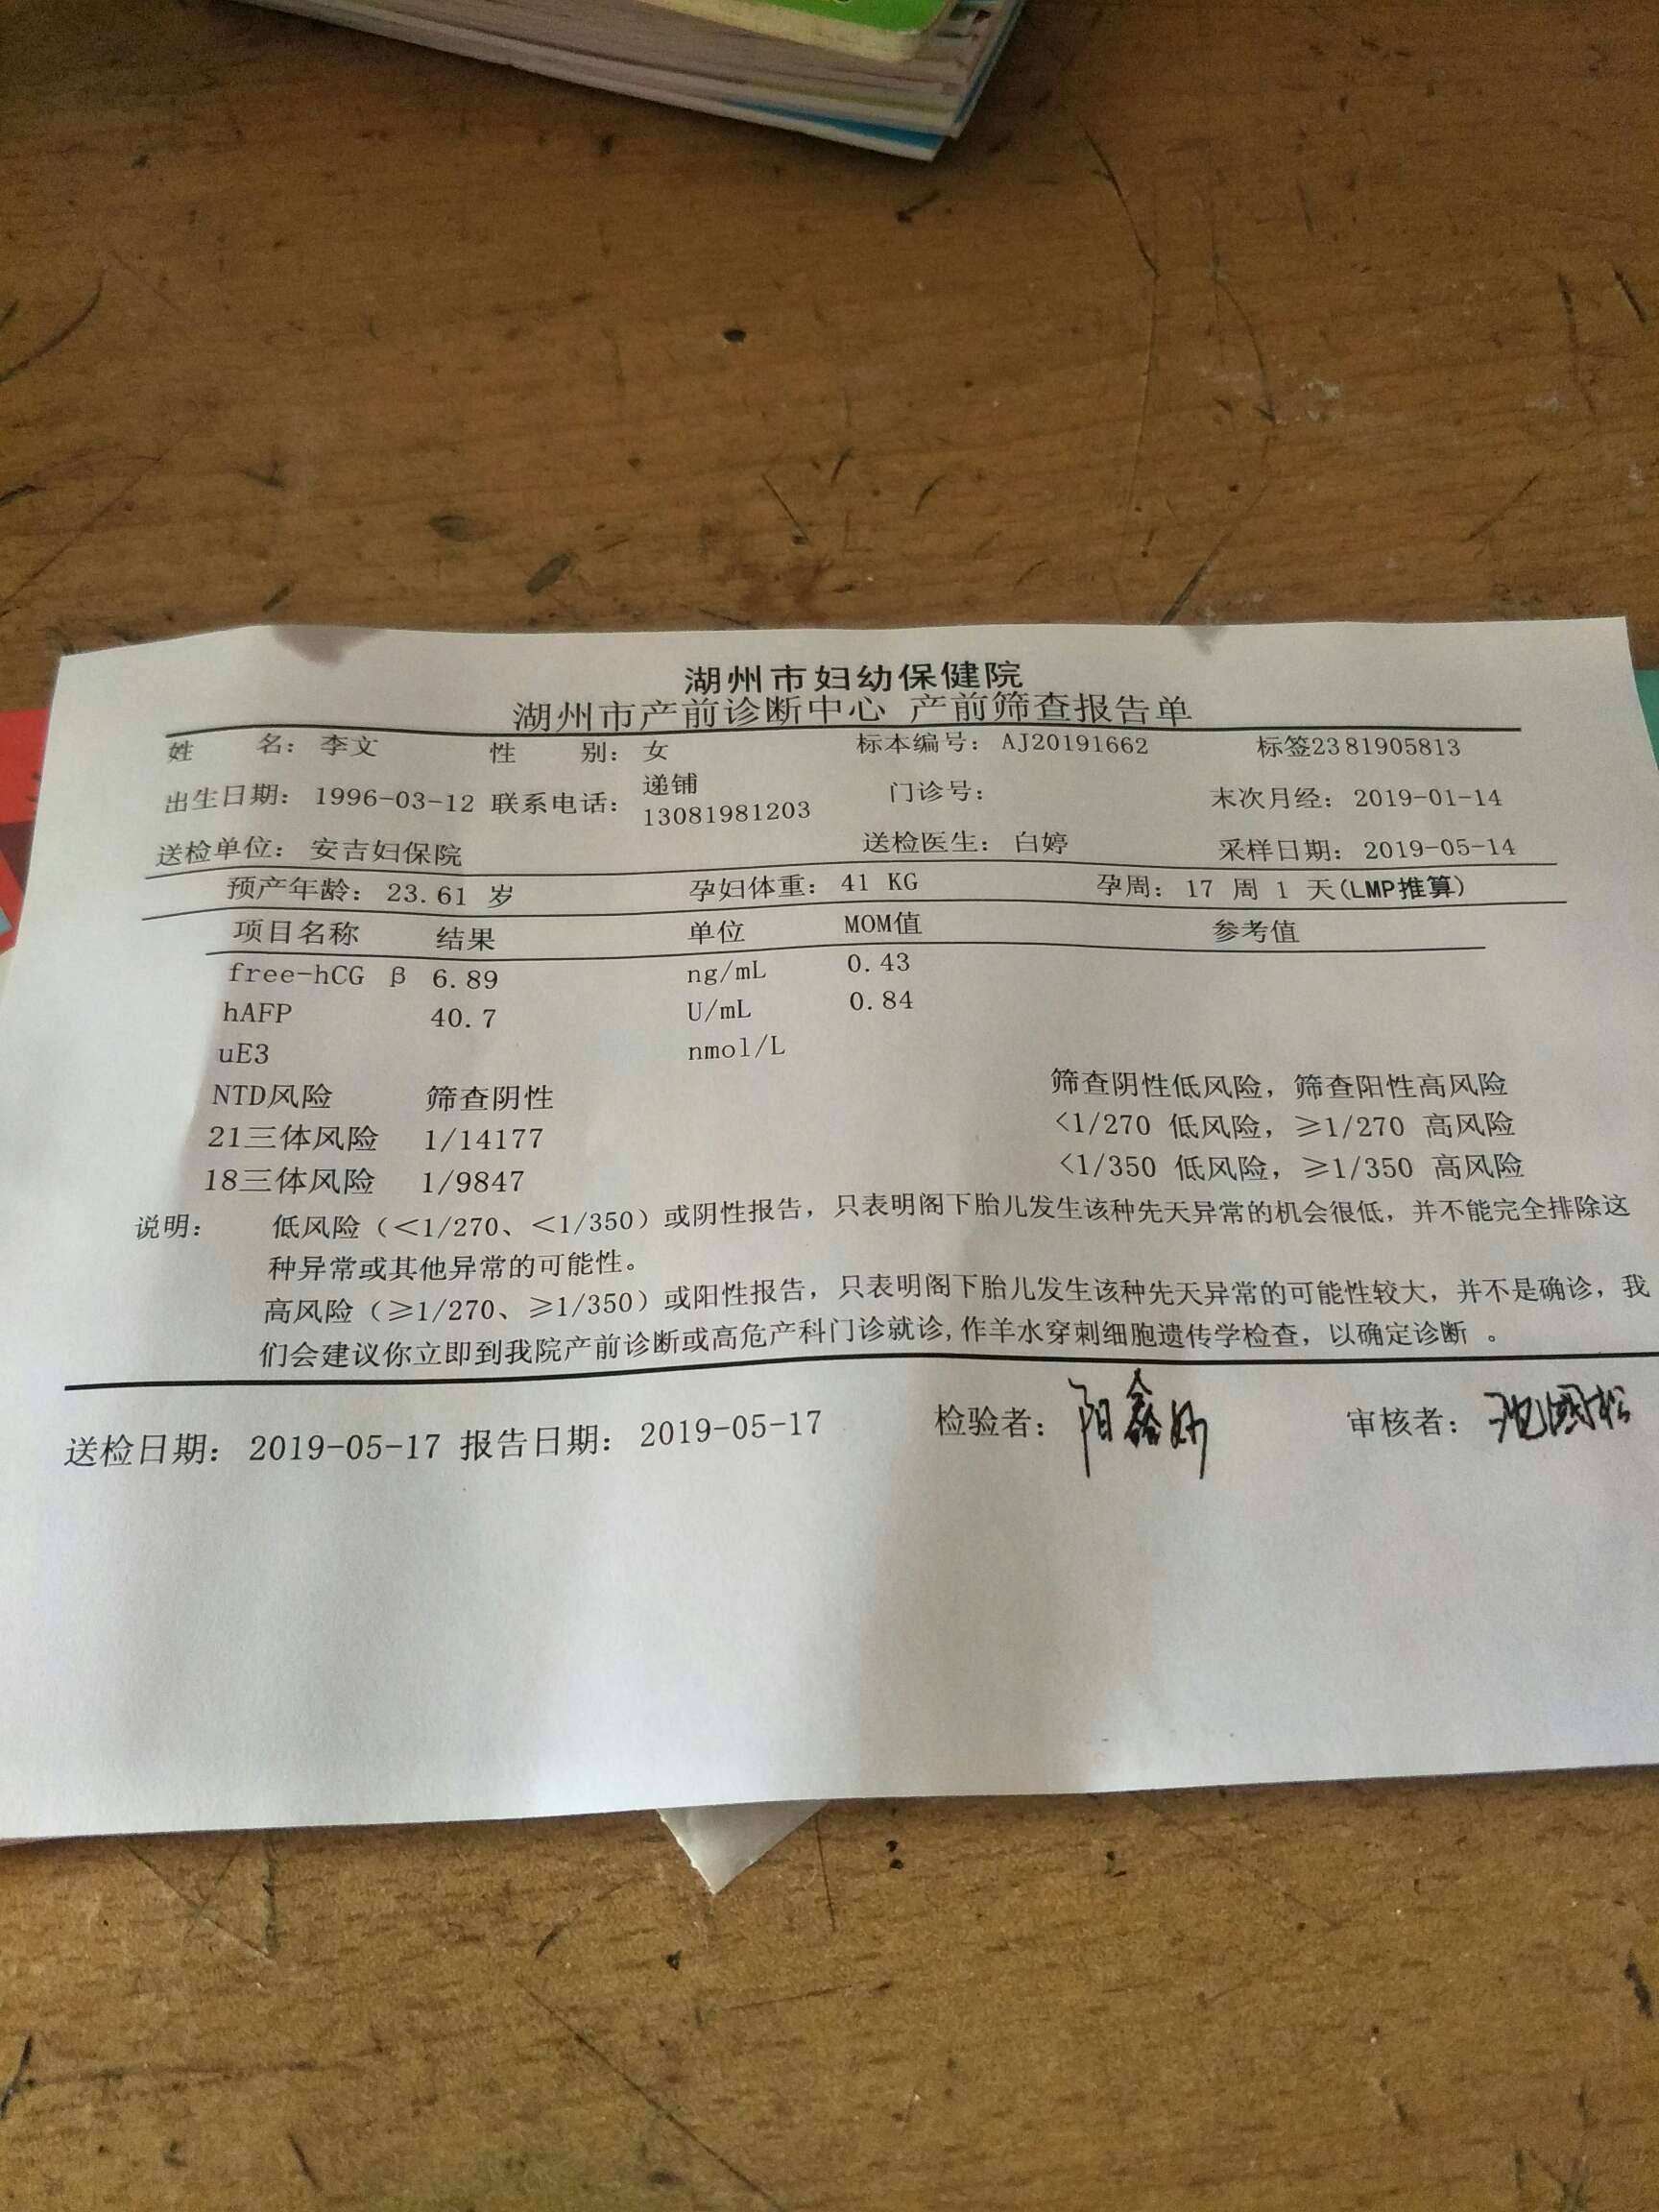 湖州市妇幼保健院
湖州市产前诊断中心 产前筛查报告单
姓 名: 李文 性 别: 女 标本编号: AJ20191662 标签2381905813
出生日期: 1996-03-12 联系电话: 递铺 13081981203 门诊号: 末次月经: 2019-01-14
送检单位: 安吉妇保院 送检医生: 白婷 采样日期: 2019-05-14
预产年龄: 23.61 岁 孕妇体重: 41 KG 孕周: 17 周 1 天(LMP推算)
项目名称 结果 单位 MOM值 参考值
free-hCG β 6.89 ng/mL 0.43
hAFP 40.7 U/mL 0.84
uE3 nmol/L
NTD风险 筛查阴性 筛查阴性低风险，筛查阳性高风险
21三体风险 1/14177 <1/270 低风险，≥1/270 高风险
18三体风险 1/9847 <1/350 低风险，≥1/350 高风险
说明: 低风险（＜1/270、＜1/350）或阴性报告，只表明阁下胎儿发生该种先天异常的机会很低，并不能完全排除这
种异常或其他异常的可能性。
高风险（≥1/270、≥1/350）或阳性报告，只表明阁下胎儿发生该种先天异常的可能性较大，并不是确诊，我
们会建议你立即到我院产前诊断或高危产科门诊就诊,作羊水穿刺细胞遗传学检查，以确定诊断 。
送检日期: 2019-05-17 报告日期: 2019-05-17 检验者: 审核者: